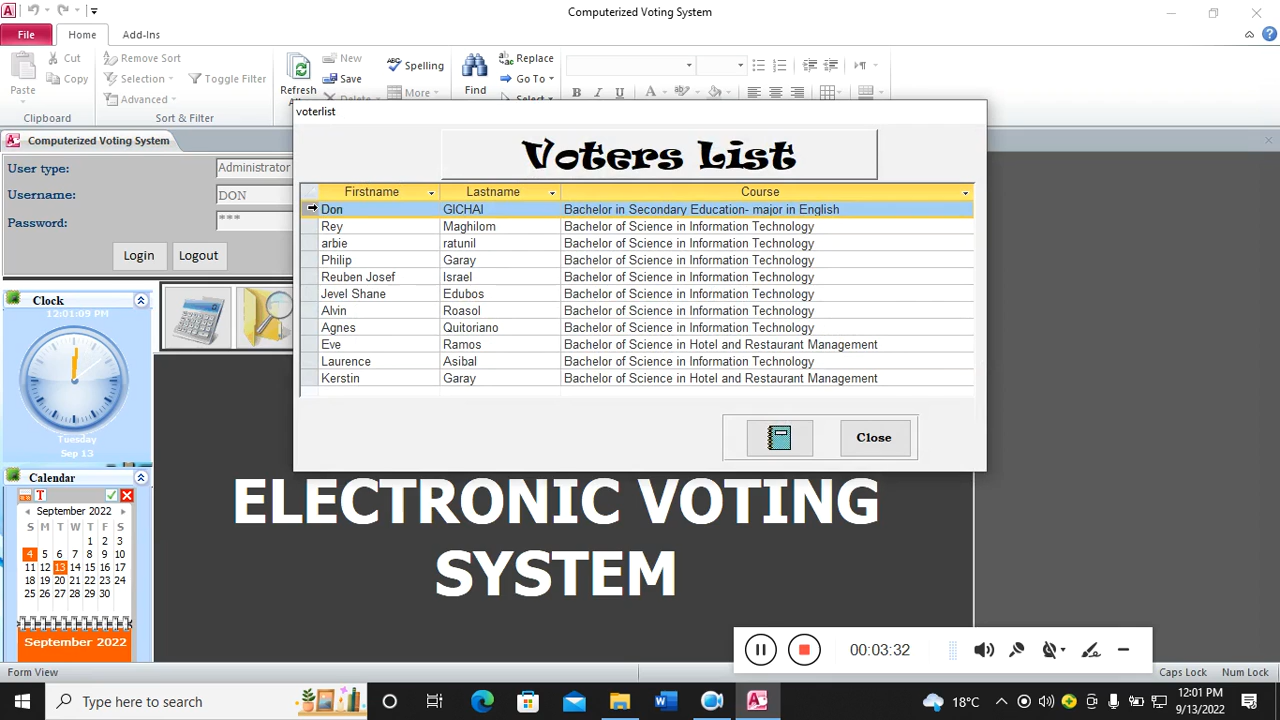 Computerized Voting System
File Home Add-Ins
Paste
Cut
Copy
Clipboard
Remove Sort
Selection
Advanced
Toggle Filter
Sort & Filter
Refresh
New
Save
Delete
Spelling
More
Find
Replace
Go To
Select
B I U A
Computerized Voting System
User type: Administrator
Username: DON
Password: ***
Login Logout
voterlist
Voters List
Firstname Lastname Course
Don GICHAI Bachelor in Secondary Education- major in English
Rey Maghilom Bachelor of Science in Information Technology
arbie ratunil Bachelor of Science in Information Technology
Philip Garay Bachelor of Science in Information Technology
Reuben Josef Israel Bachelor of Science in Information Technology
Jevel Shane Edubos Bachelor of Science in Information Technology
Alvin Roasol Bachelor of Science in Information Technology
Agnes Quitoriano Bachelor of Science in Information Technology
Eve Ramos Bachelor of Science in Hotel and Restaurant Management
Laurence Asibal Bachelor of Science in Information Technology
Kerstin Garay Bachelor of Science in Hotel and Restaurant Management
Close
Clock
12:01:09 PM
Tuesday
Sep 13
Calendar
September 2022
S M T W T F S
1 2 3
4 5 6 7 8 9 10
11 12 13 14 15 16 17
18 19 20 21 22 23 24
25 26 27 28 29 30
September 2022
ELECTRONIC VOTING
SYSTEM
00:03:32
Form View
Caps Lock Num Lock
Type here to search
18°C
12:01 PM
9/13/2022